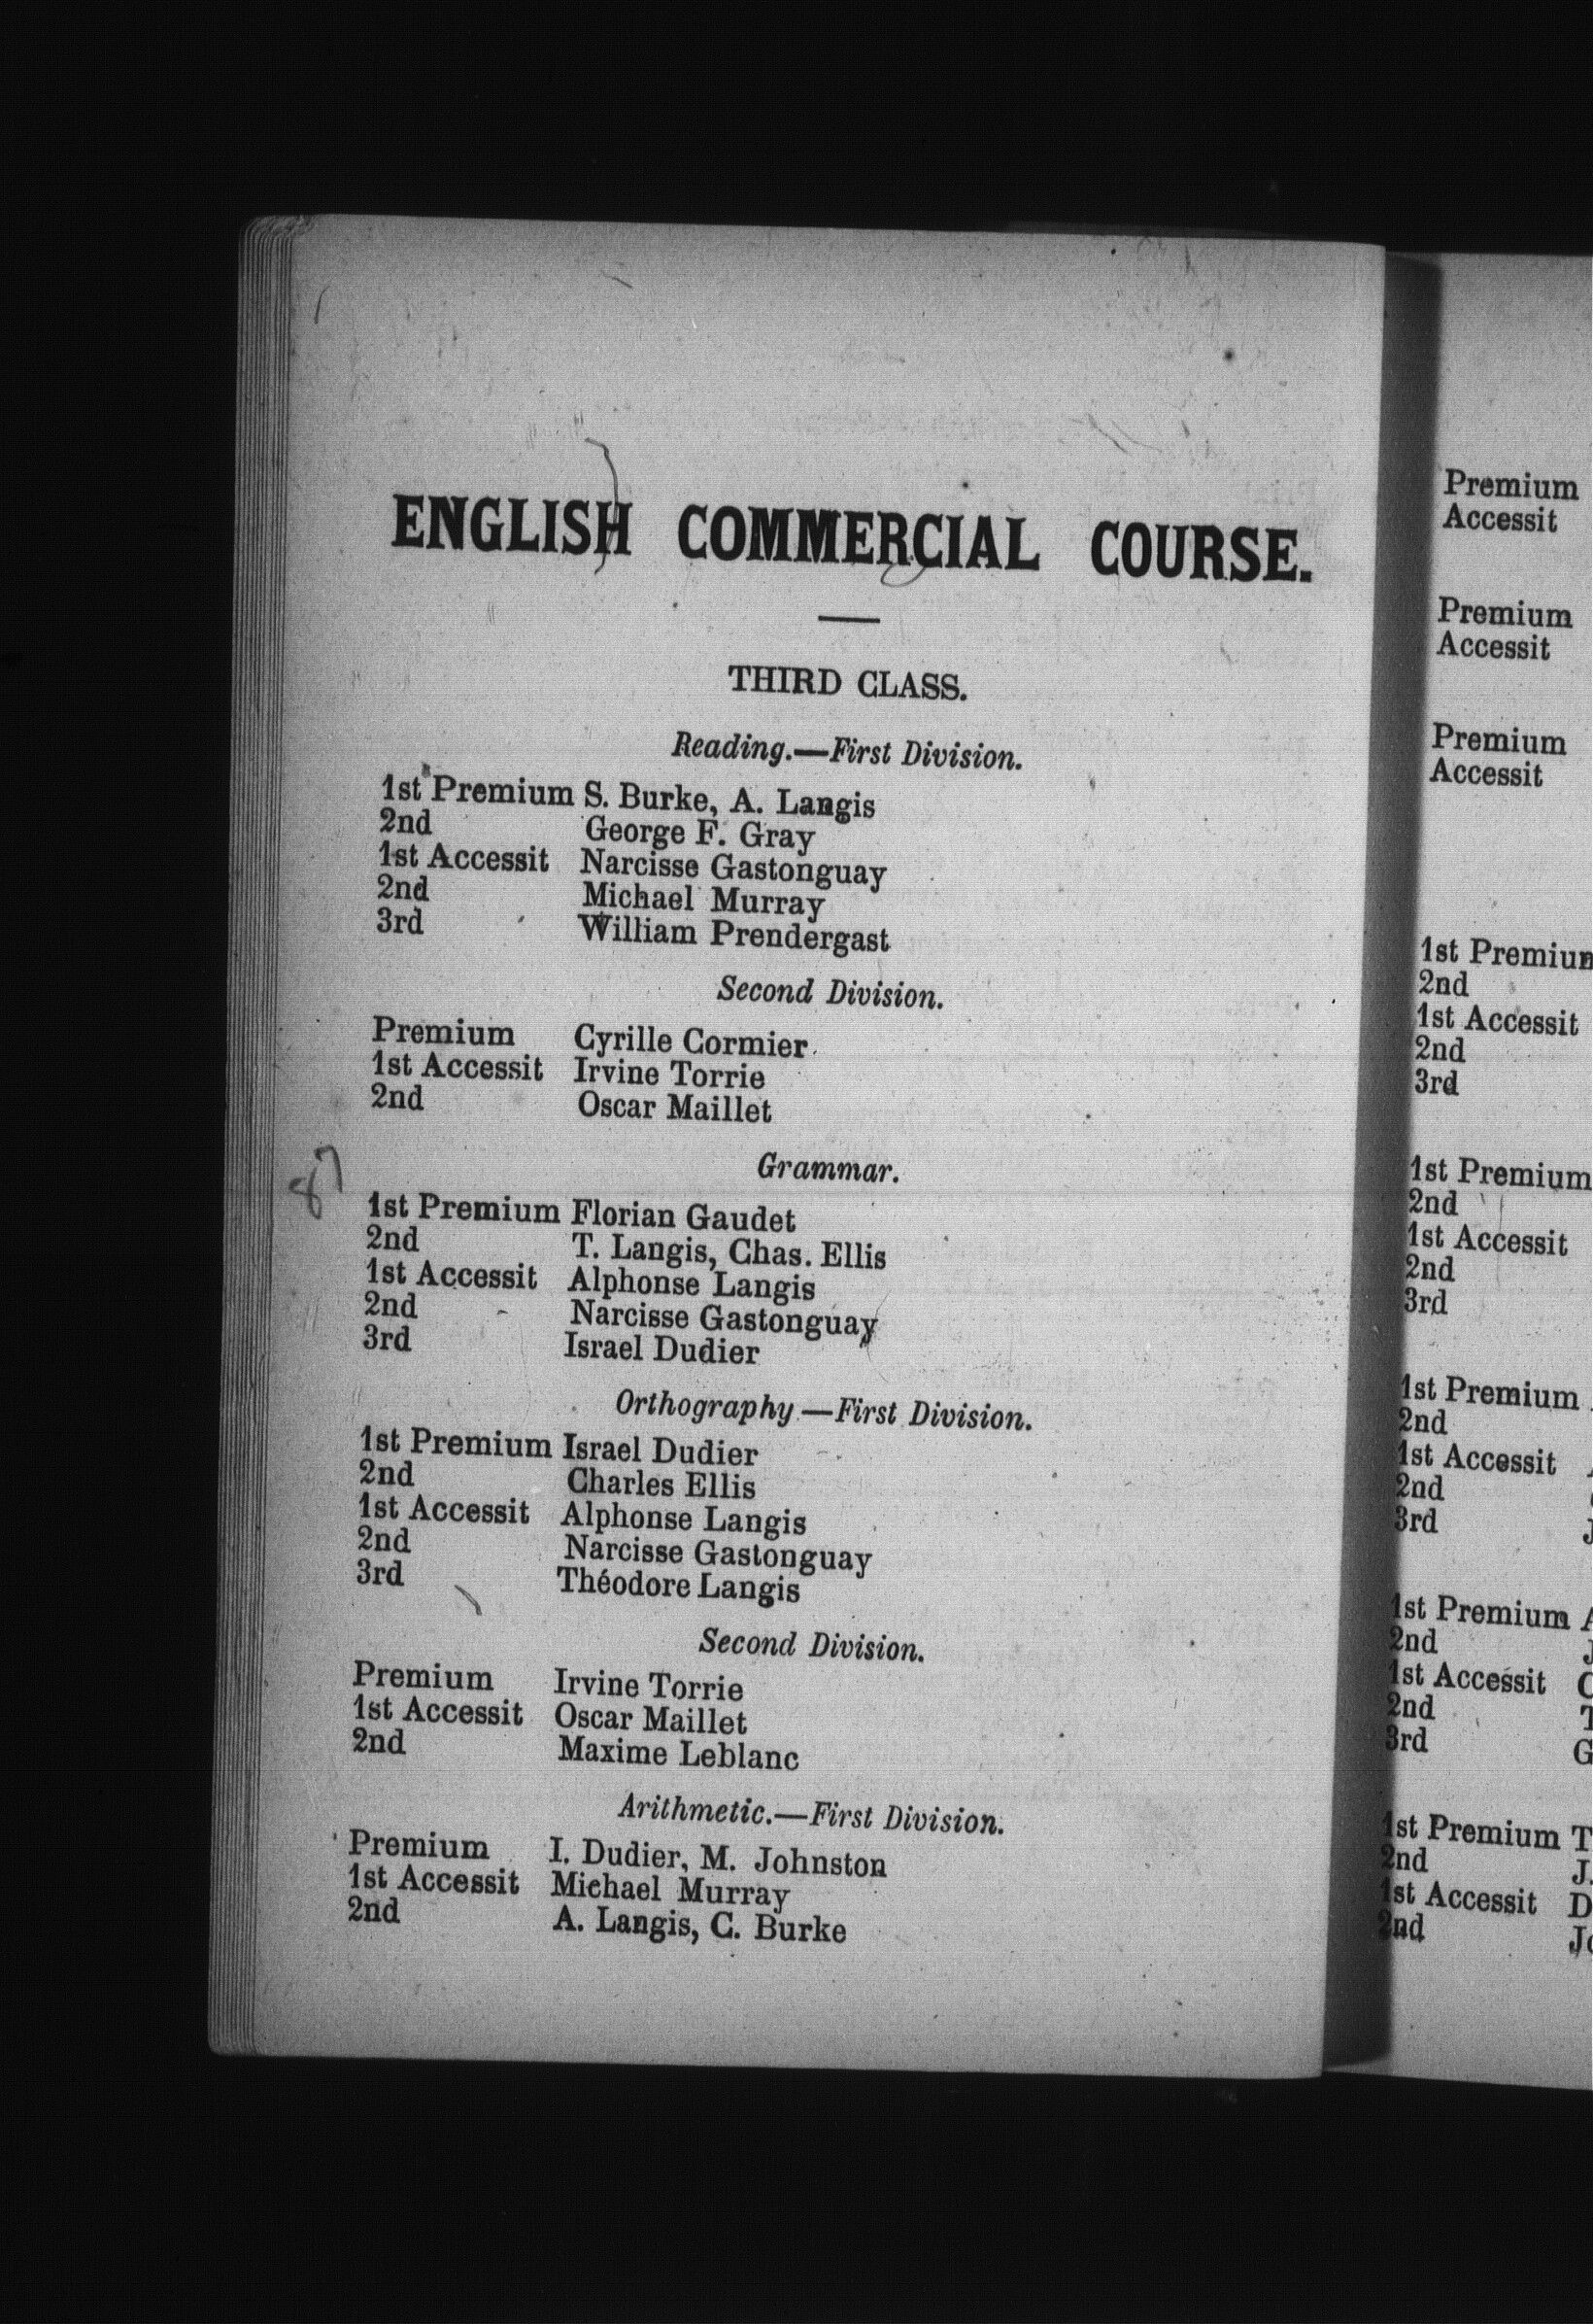 ENGLISH COMMERCIAL COURSE.
THIRD CLASS.
Reading.—First Division.
1st Premium S. Burke, A. Langis
2nd George F. Gray
1st Accessit Narcisse Gastonguay
2nd Michael Murray
3rd William Prendergast
Second Division.
Premium Cyrille Cormier
1st Accessit Irvine Torrie
2nd Oscar Maillet
87
Grammar.
1st Premium Florian Gaudet
2nd T. Langis, Chas. Ellis
1st Accessit Alphonse Langis
2nd Narcisse Gastonguay
3rd Israel Dudier
Orthography.—First Division.
1st Premium Israel Dudier
2nd Charles Ellis
1st Accessit Alphonse Langis
2nd Narcisse Gastonguay
3rd Théodore Langis
Second Division.
Premium Irvine Torrie
1st Accessit Oscar Maillet
2nd Maxime Leblanc
Arithmetic.—First Division.
Premium I. Dudier, M. Johnston
1st Accessit Michael Murray
2nd A. Langis, C. Burke
Premium
Accessit
Premium
Accessit
Premium
Accessit
1st Premium
2nd
1st Accessit
2nd
3rd
1st Premium
2nd
1st Accessit
2nd
3rd
1st Premium
2nd
1st Accessit
2nd
3rd
1st Premium
2nd
1st Accessit
2nd
3rd
1st Premium
2nd
1st Accessit
2nd